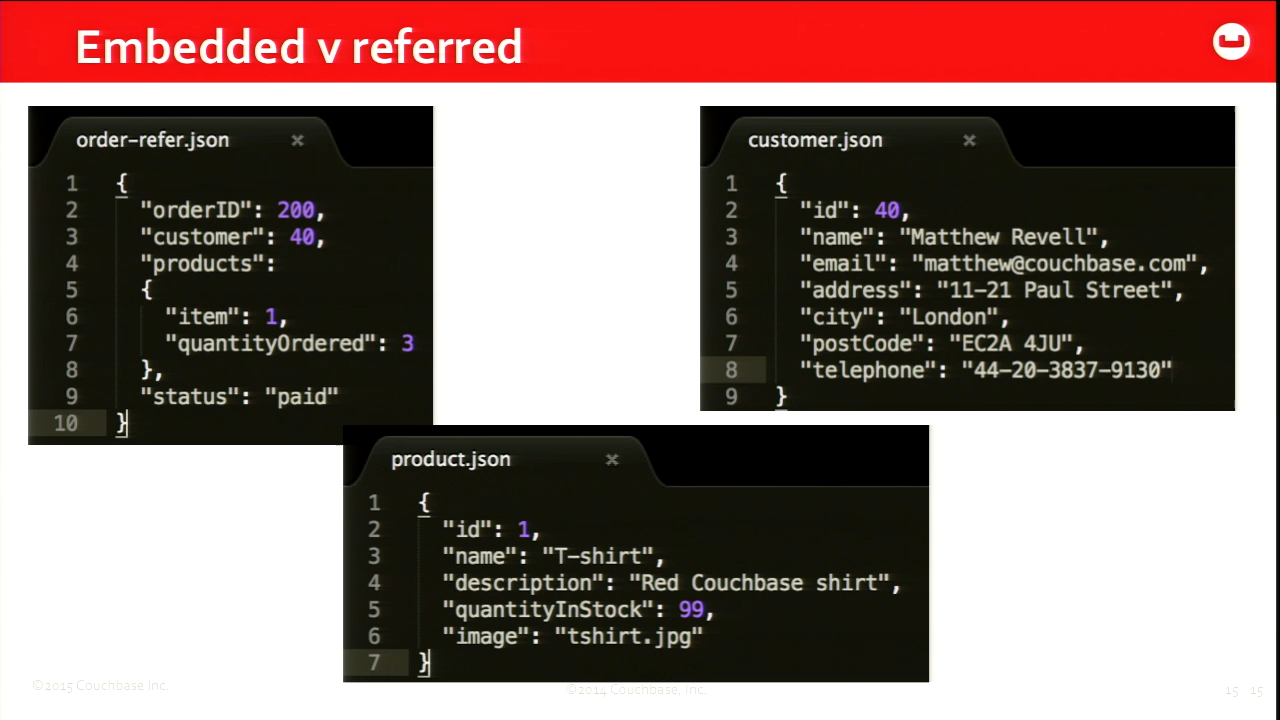 Embedded v referred
order-refer.json ×
1 {
2 "orderID": 200,
3 "customer": 40,
4 "products":
5 {
6 "item": 1,
7 "quantityOrdered": 3
8 },
9 "status": "paid"
10 }
customer.json ×
1 {
2 "id": 40,
3 "name": "Matthew Revell",
4 "email": "matthew@couchbase.com",
5 "address": "11-21 Paul Street",
6 "city": "London",
7 "postCode": "EC2A 4JU",
8 "telephone": "44-20-3837-9130"
9 }
product.json ×
1 {
2 "id": 1,
3 "name": "T-shirt",
4 "description": "Red Couchbase shirt",
5 "quantityInStock": 99,
6 "image": "tshirt.jpg"
7 }
©2015 Couchbase Inc.
©2014 Couchbase, Inc.
15 15